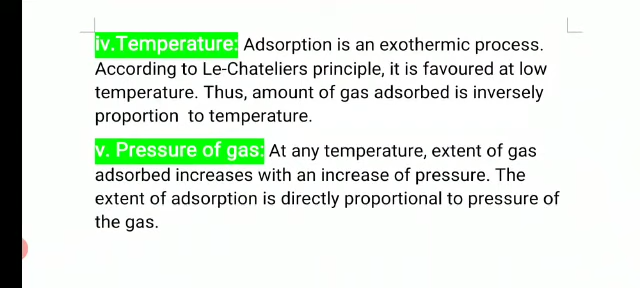 iv.Temperature: Adsorption is an exothermic process.
According to Le-Chateliers principle, it is favoured at low
temperature. Thus, amount of gas adsorbed is inversely
proportion to temperature.
v. Pressure of gas: At any temperature, extent of gas
adsorbed increases with an increase of pressure. The
extent of adsorption is directly proportional to pressure of
the gas.